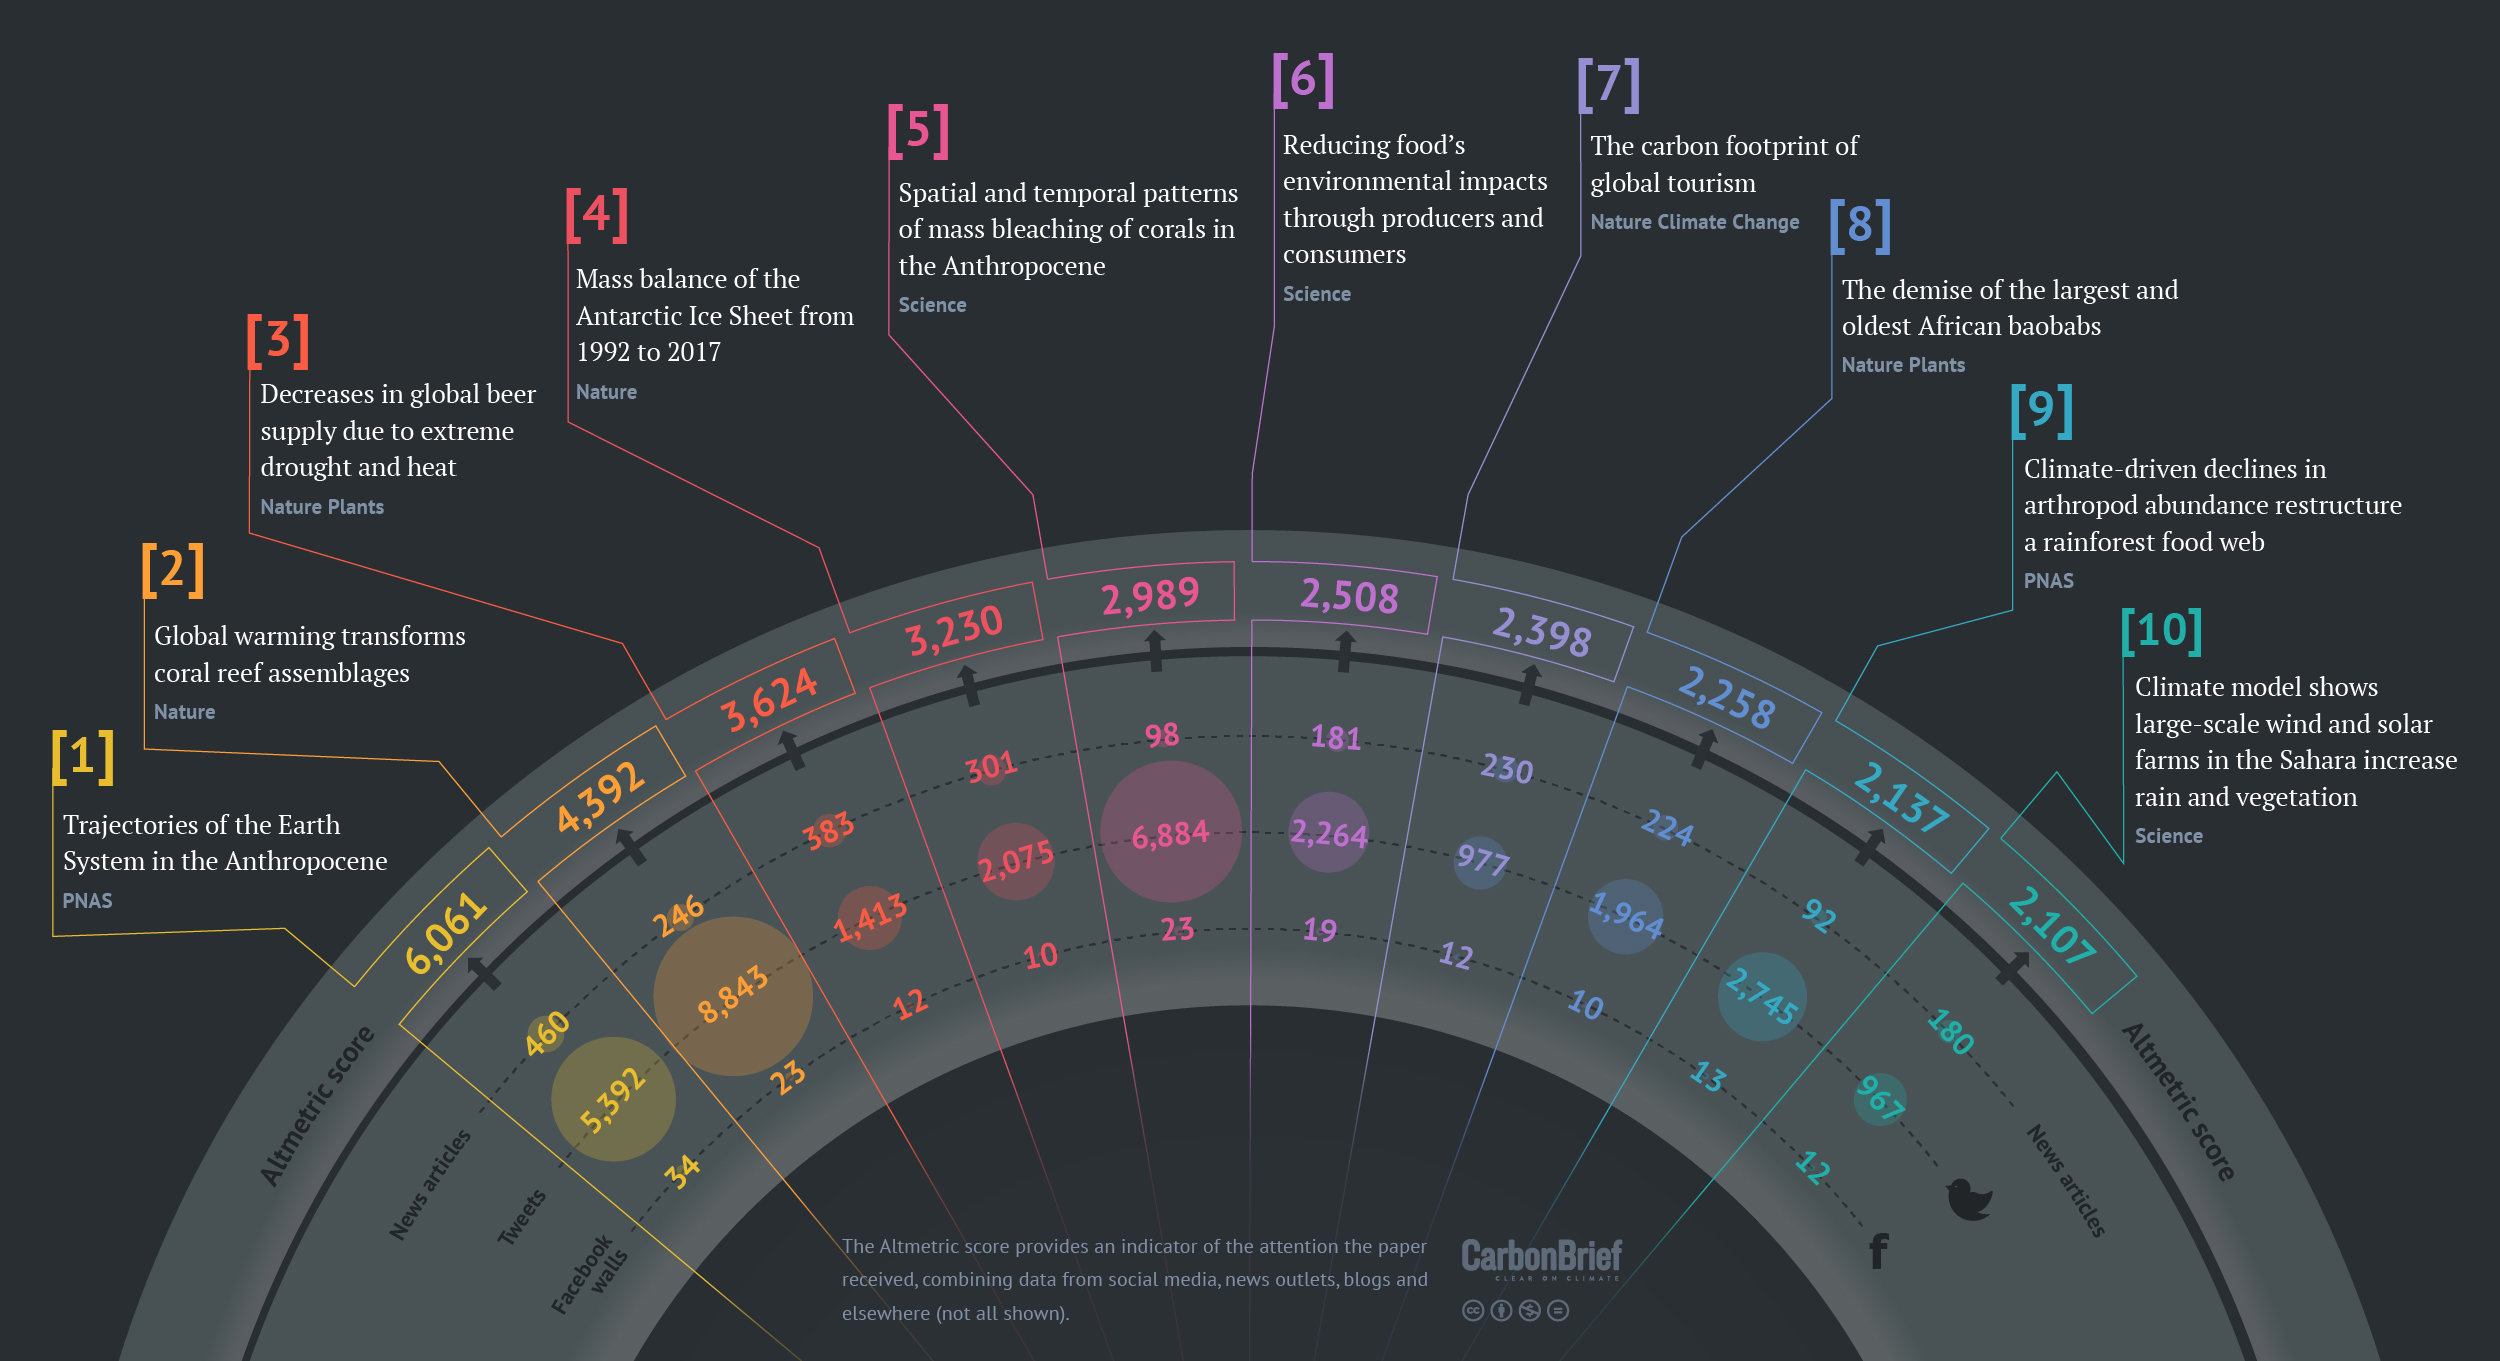 [1]
Trajectories of the Earth
System in the Anthropocene
PNAS
[2]
Global warming transforms
coral reef assemblages
Nature
[3]
Decreases in global beer
supply due to extreme
drought and heat
Nature Plants
[4]
Mass balance of the
Antarctic Ice Sheet from
1992 to 2017
Nature
[5]
Spatial and temporal patterns
of mass bleaching of corals in
the Anthropocene
Science
[6]
Reducing food’s
environmental impacts
through producers and
consumers
Science
[7]
The carbon footprint of
global tourism
Nature Climate Change
[8]
The demise of the largest and
oldest African baobabs
Nature Plants
[9]
Climate-driven declines in
arthropod abundance restructure
a rainforest food web
PNAS
[10]
Climate model shows
large-scale wind and solar
farms in the Sahara increase
rain and vegetation
Science
Altmetric score
6,061
4,392
3,624
3,230
2,989
2,508
2,398
2,258
2,137
2,107
Altmetric score
News articles
460
246
383
301
98
181
230
224
92
180
News articles
Tweets
5,392
8,843
1,413
2,075
6,884
2,264
977
1,964
2,745
967
Facebook
walls
34
23
12
10
23
19
12
10
13
12
f
The Altmetric score provides an indicator of the attention the paper
received, combining data from social media, news outlets, blogs and
elsewhere (not all shown).
CarbonBrief
CLEAR ON CLIMATE
cc